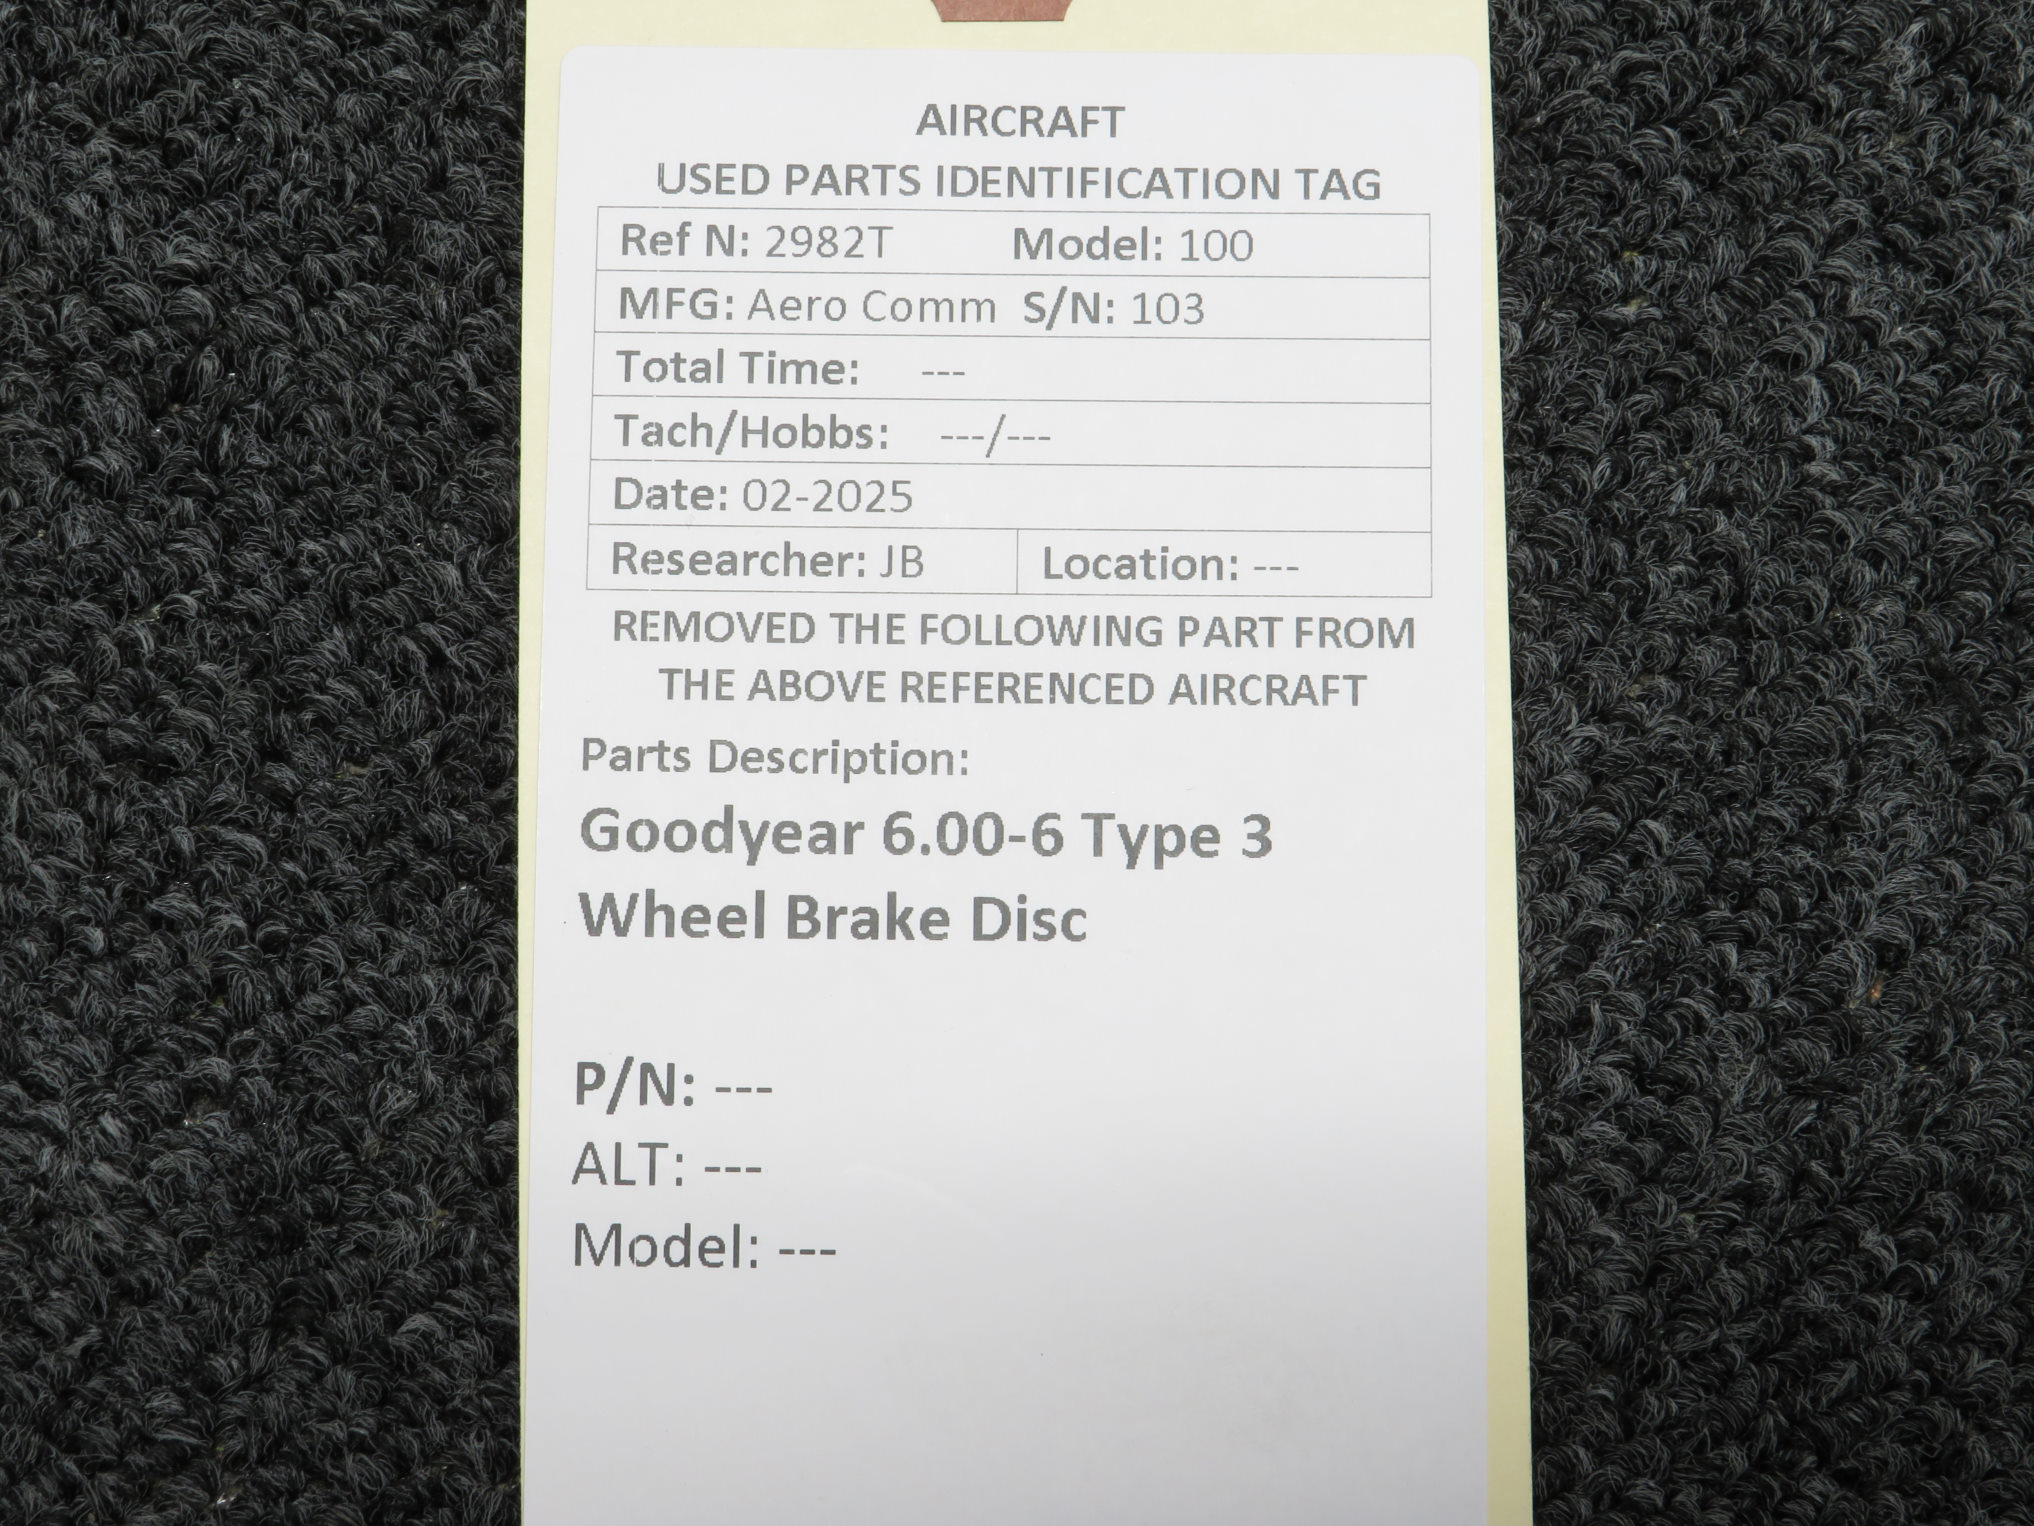 AIRCRAFT
USED PARTS IDENTIFICATION TAG
Ref N: 2982T Model: 100
MFG: Aero Comm S/N: 103
Total Time: ---
Tach/Hobbs: ---/---
Date: 02-2025
Researcher: JB Location: ---
REMOVED THE FOLLOWING PART FROM
THE ABOVE REFERENCED AIRCRAFT
Parts Description:
Goodyear 6.00-6 Type 3
Wheel Brake Disc
P/N: ---
ALT: ---
Model: ---